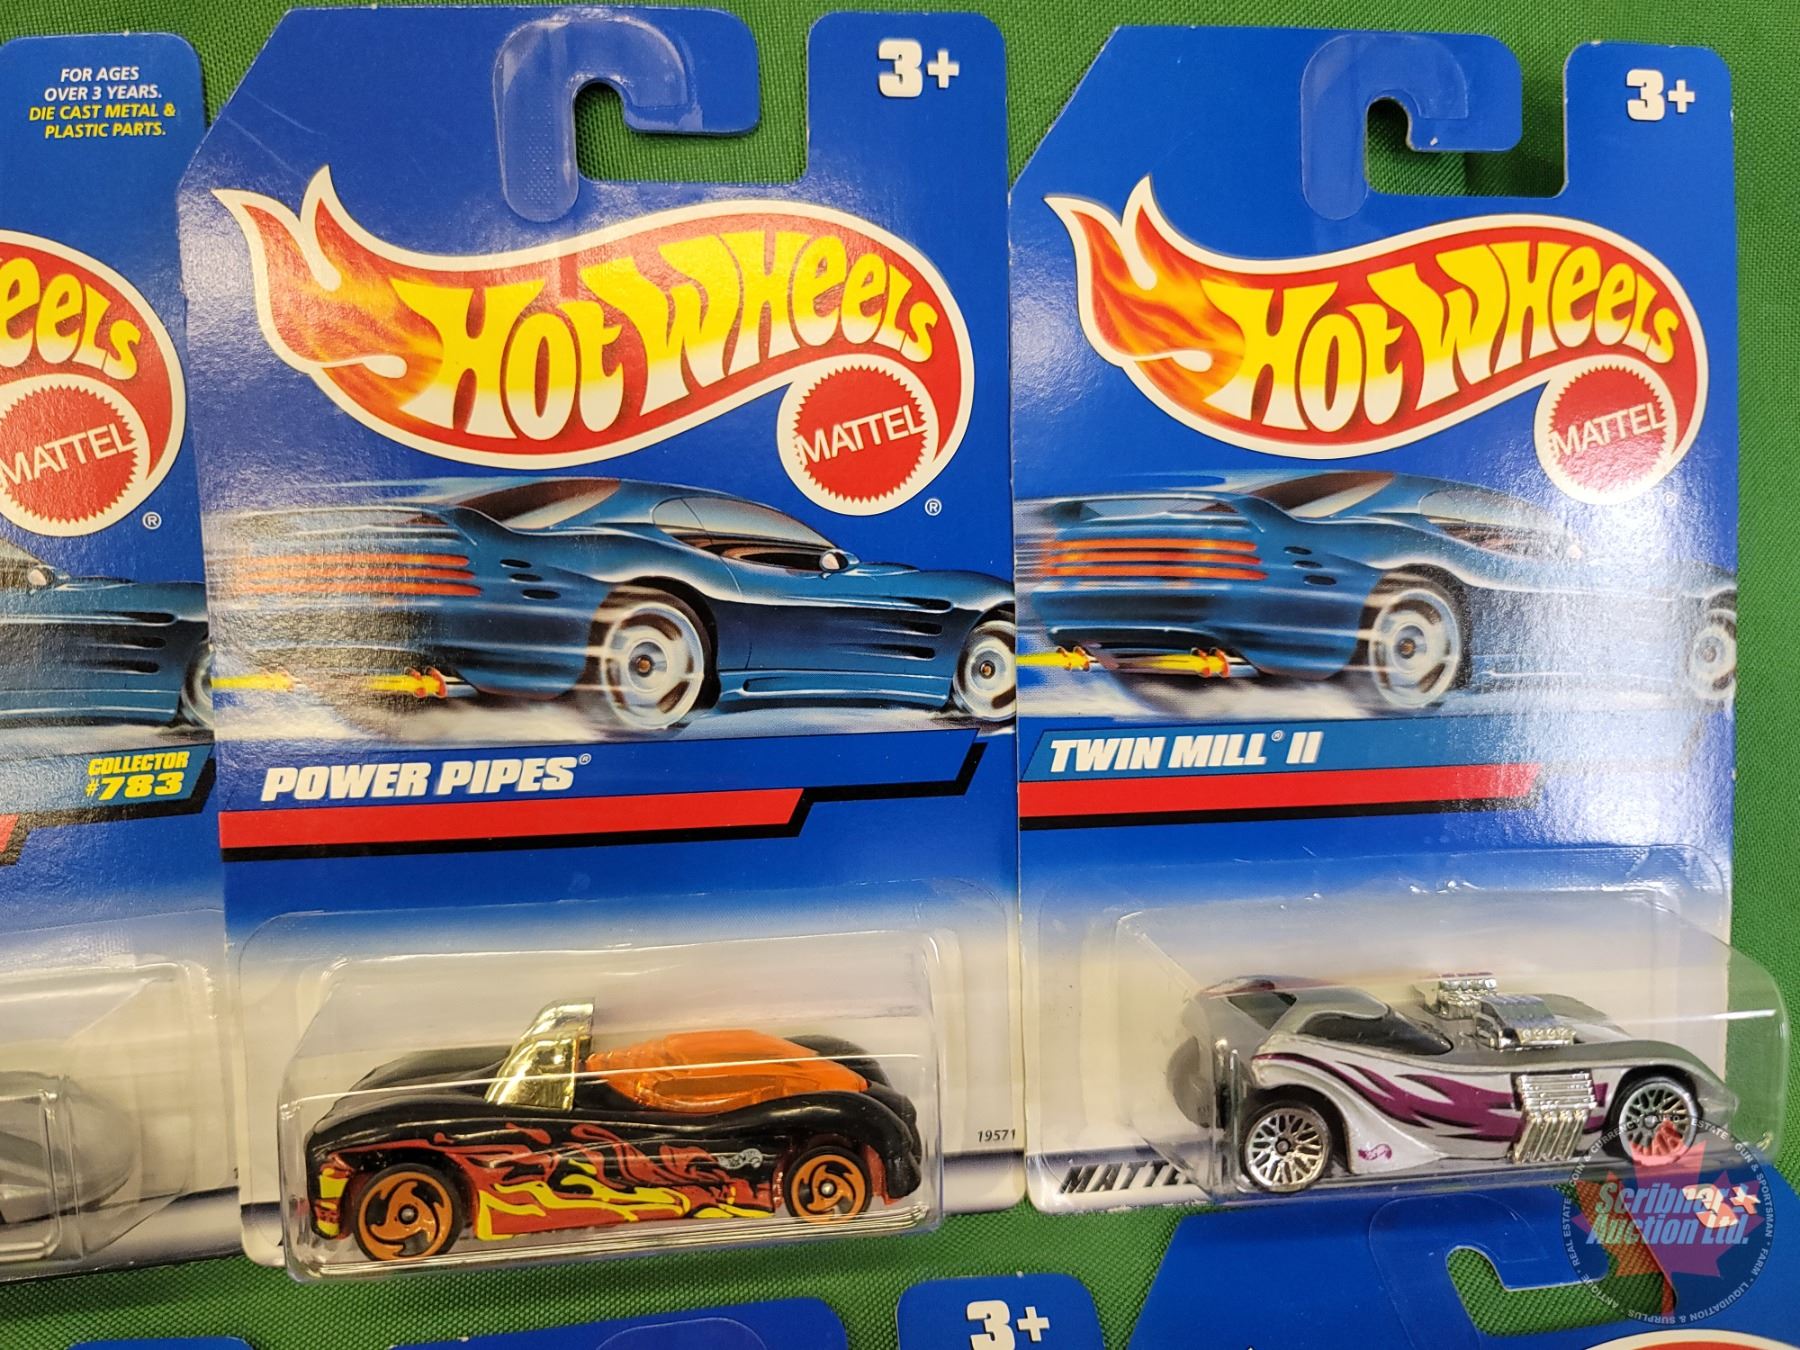 FOR AGES
OVER 3 YEARS.
DIE CAST METAL &
PLASTIC PARTS.
eeLS
MATTEL
®
COLLECTOR
#783
3+
HOT WHEELS
MATTEL
®
POWER PIPES®
19571
3+
HOT WHEELS
MATTEL
®
TWIN MILL® II
MATTE
3+
Scribner
Auction Ltd.